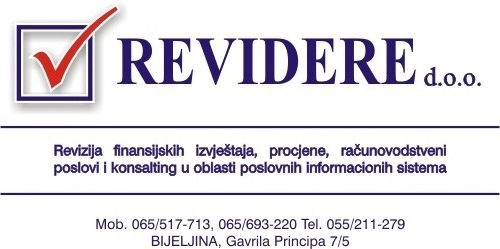 REVIDERE d.o.o.
Revizija finansijskih izvještaja, procjene, računovodstveni
poslovi i konsalting u oblasti poslovnih informacionih sistema
Mob. 065/517-713, 065/693-220 Tel. 055/211-279
BIJELJINA, Gavrila Principa 7/5